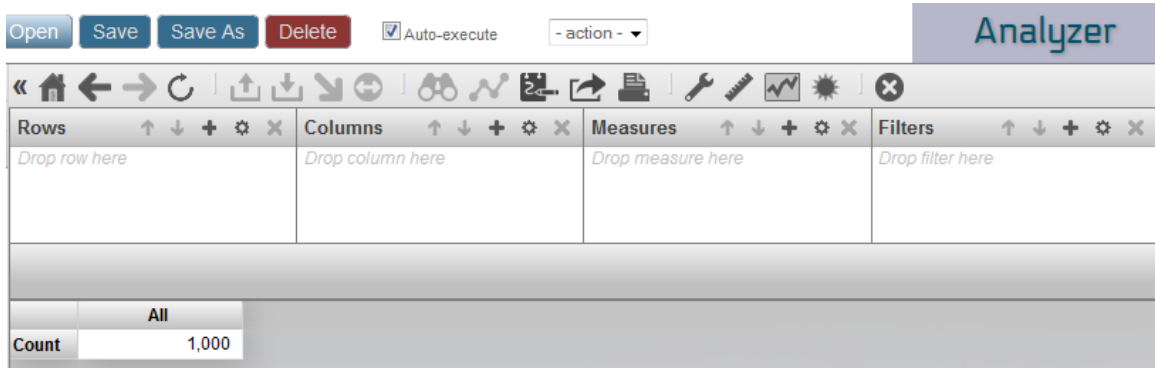 Open Save Save As Delete Auto-execute - action - Analyzer
Rows Columns Measures Filters
Drop row here Drop column here Drop measure here Drop filter here
All
Count 1,000